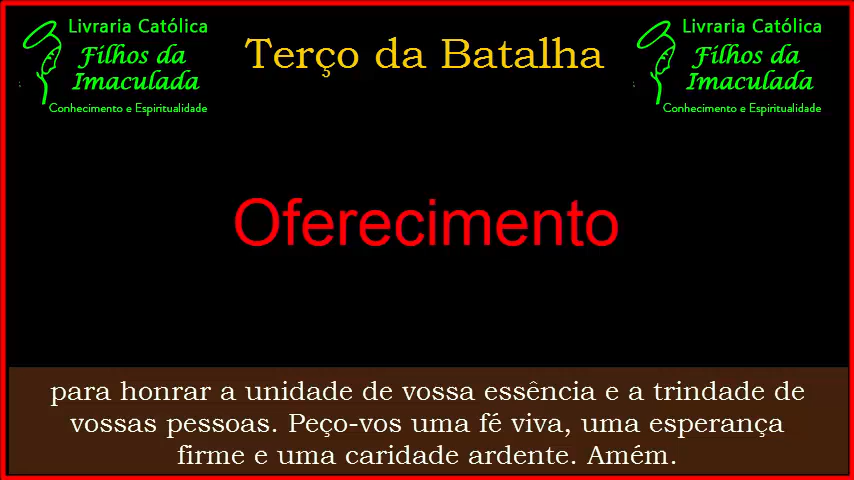 Livraria Católica
Filhos da
Imaculada
Conhecimento e Espiritualidade
Terço da Batalha
Livraria Católica
Filhos da
Imaculada
Conhecimento e Espiritualidade
Oferecimento
para honrar a unidade de vossa essência e a trindade de
vossas pessoas. Peço-vos uma fé viva, uma esperança
firme e uma caridade ardente. Amém.